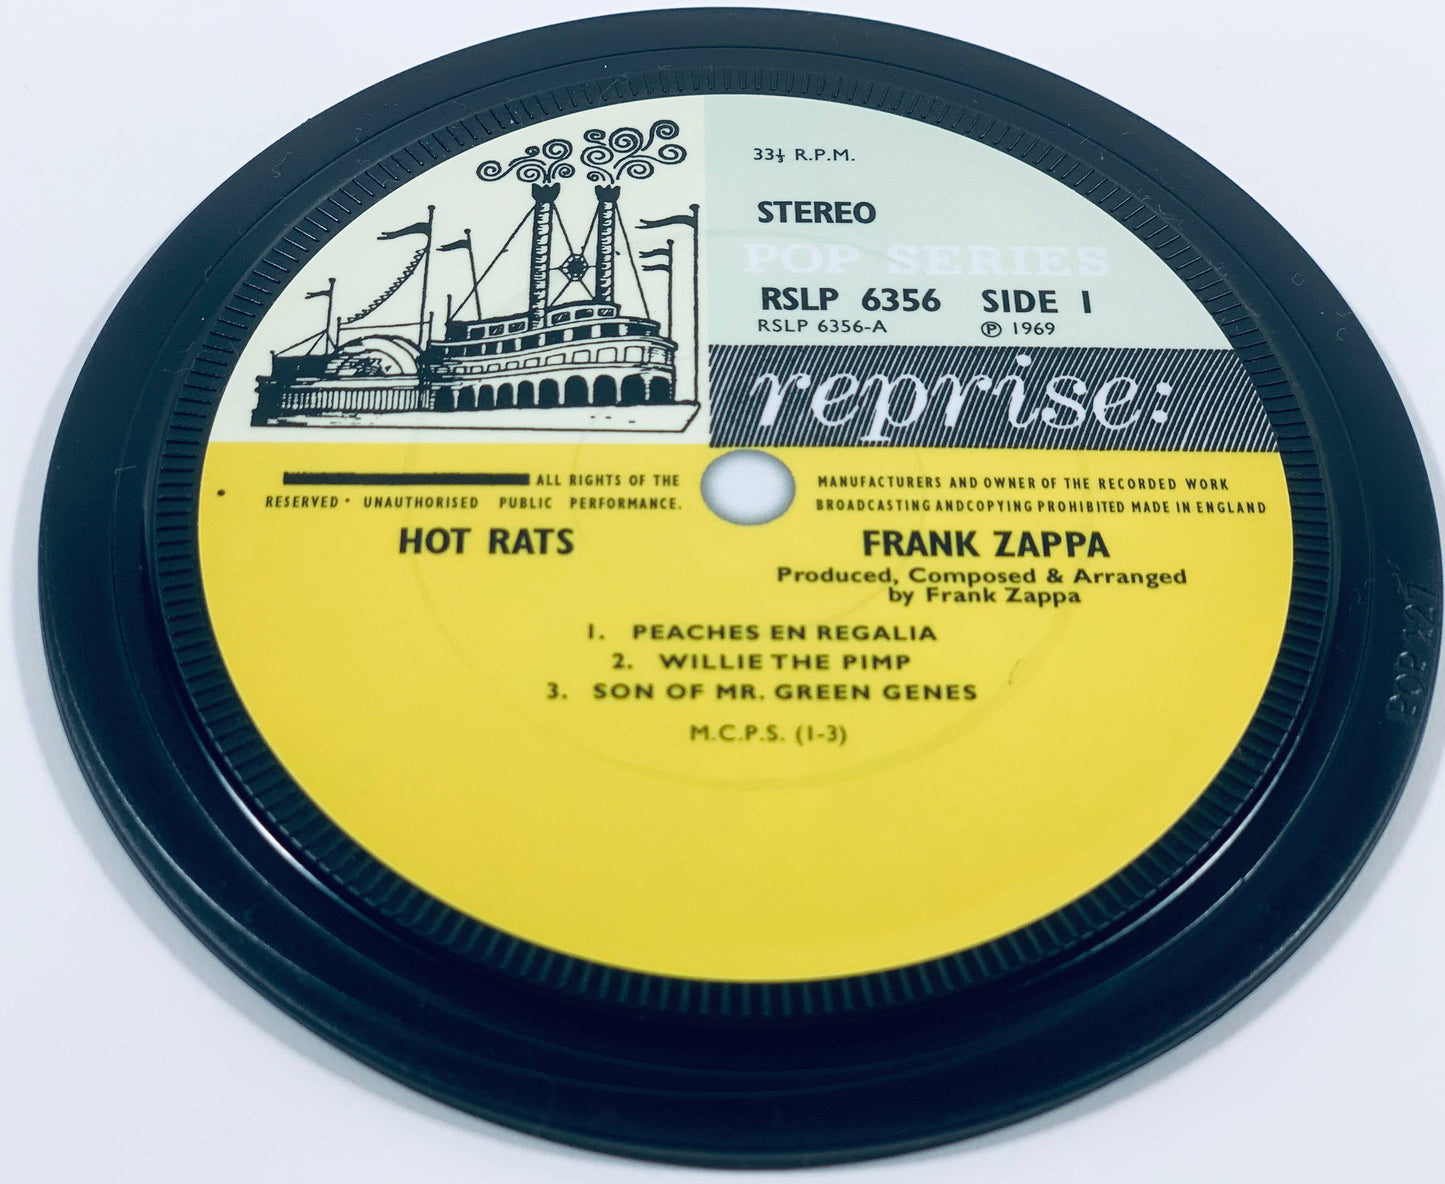 33⅓ R.P.M.
STEREO
POP SERIES
RSLP 6356 SIDE 1
RSLP 6356-A ℗ 1969
reprise:
ALL RIGHTS OF THE MANUFACTURERS AND OWNER OF THE RECORDED WORK
RESERVED • UNAUTHORISED PUBLIC PERFORMANCE. BROADCASTING AND COPYING PROHIBITED MADE IN ENGLAND
HOT RATS
FRANK ZAPPA
Produced, Composed & Arranged
by Frank Zappa
1. PEACHES EN REGALIA
2. WILLIE THE PIMP
3. SON OF MR. GREEN GENES
M.C.P.S. (1-3)